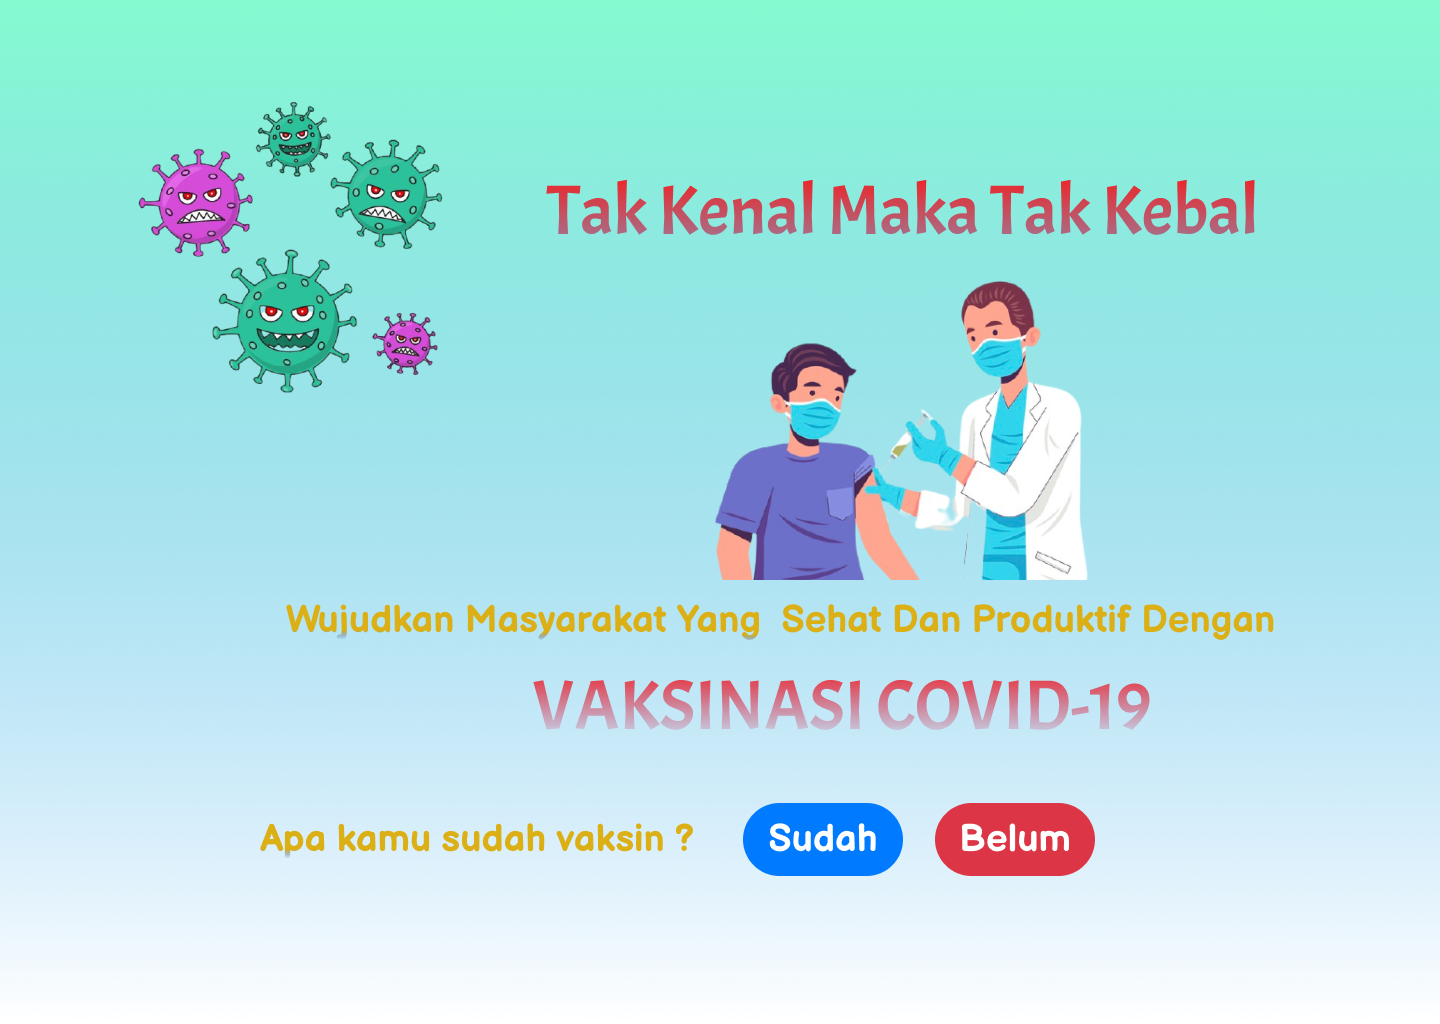 Tak Kenal Maka Tak Kebal
Wujudkan Masyarakat Yang  Sehat Dan Produktif Dengan
VAKSINASI COVID-19
Apa kamu sudah vaksin ? Sudah Belum